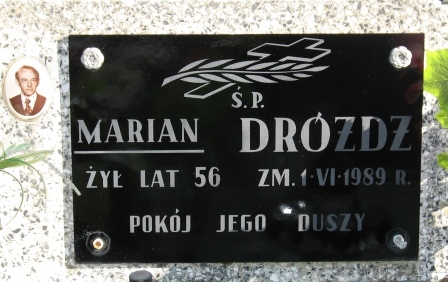 Ś.P.
MARIAN DRÓŻDŻ
ŻYŁ LAT 56 ZM. 1·VI·1989 R.
POKÓJ JEGO DUSZY